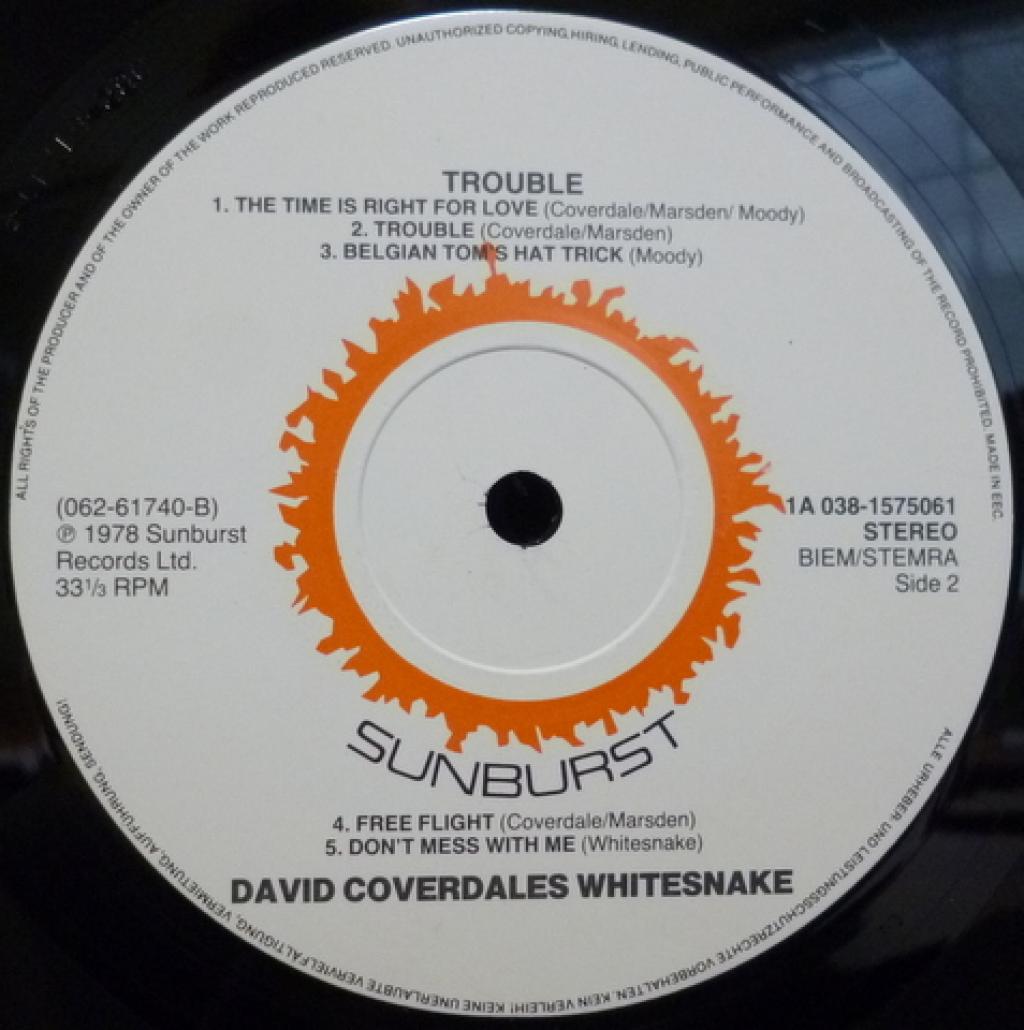 ALL RIGHTS OF THE PRODUCER AND OF THE OWNER OF THE WORK REPRODUCED RESERVED. UNAUTHORIZED COPYING, HIRING, LENDING, PUBLIC PERFORMANCE AND BROADCASTING OF THE RECORD PROHIBITED. MADE IN EEC.
TROUBLE
1. THE TIME IS RIGHT FOR LOVE (Coverdale/Marsden/ Moody)
2. TROUBLE (Coverdale/Marsden)
3. BELGIAN TOM'S HAT TRICK (Moody)
(062-61740-B)
℗ 1978 Sunburst
Records Ltd.
33 1/3 RPM
1A 038-1575061
STEREO
BIEM/STEMRA
Side 2
SUNBURST
4. FREE FLIGHT (Coverdale/Marsden)
5. DON'T MESS WITH ME (Whitesnake)
DAVID COVERDALES WHITESNAKE
ALLE URHEBER- UND LEISTUNGSSCHUTZRECHTE VORBEHALTEN. KEIN VERLEIH! KEINE UNERLAUBTE VERVIELFÄLTIGUNG, VERMIETUNG, AUFFÜHRUNG, SENDUNG!